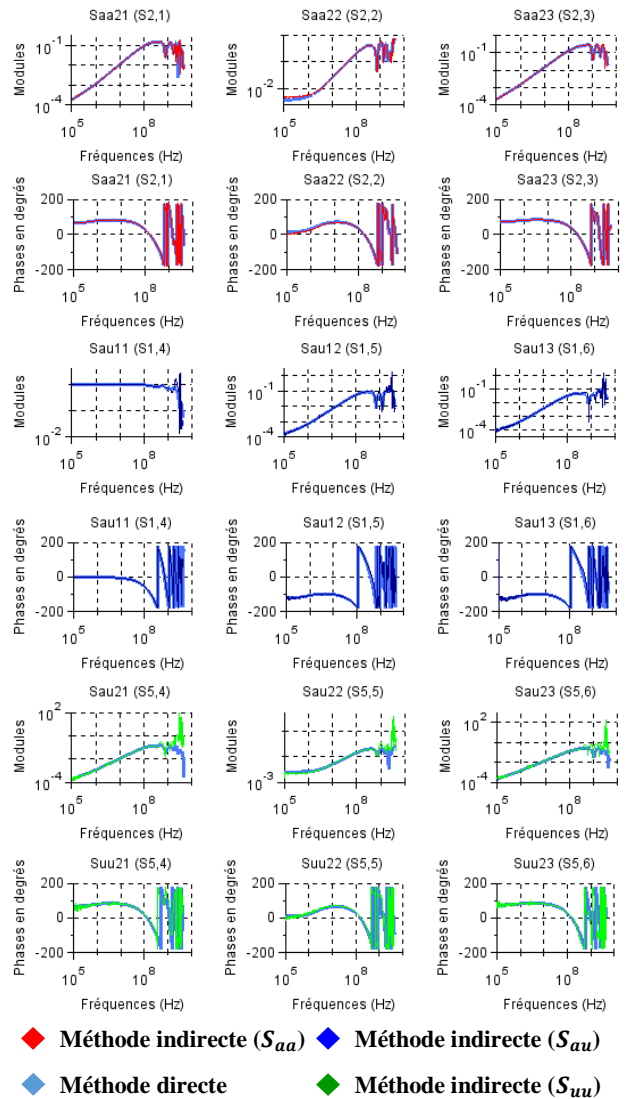 Saa21 (S2,1) Saa22 (S2,2) Saa23 (S2,3)
Modules Modules Modules
10^-1 10^-2 10^-1
10^-4 10^-4
10^5 10^8 10^5 10^8 10^5 10^8
Fréquences (Hz) Fréquences (Hz) Fréquences (Hz)
Saa21 (S2,1) Saa22 (S2,2) Saa23 (S2,3)
Phases en degrés Phases en degrés Phases en degrés
200 200 200
0 0 0
-200 -200 -200
10^5 10^8 10^5 10^8 10^5 10^8
Fréquences (Hz) Fréquences (Hz) Fréquences (Hz)
Sau11 (S1,4) Sau12 (S1,5) Sau13 (S1,6)
Modules Modules Modules
10^-1 10^-1
10^-2 10^-4 10^-4
10^5 10^8 10^5 10^8 10^5 10^8
Fréquences (Hz) Fréquences (Hz) Fréquences (Hz)
Sau11 (S1,4) Sau12 (S1,5) Sau13 (S1,6)
Phases en degrés Phases en degrés Phases en degrés
200 200 200
0 0 0
-200 -200 -200
10^5 10^8 10^5 10^8 10^5 10^8
Fréquences (Hz) Fréquences (Hz) Fréquences (Hz)
Sau21 (S5,4) Sau22 (S5,5) Sau23 (S5,6)
Modules Modules Modules
10^2 10^2
10^-4 10^-3 10^-4
10^5 10^8 10^5 10^8 10^5 10^8
Fréquences (Hz) Fréquences (Hz) Fréquences (Hz)
Suu21 (S5,4) Suu22 (S5,5) Suu23 (S5,6)
Phases en degrés Phases en degrés Phases en degrés
200 200 200
0 0 0
-200 -200 -200
10^5 10^8 10^5 10^8 10^5 10^8
Fréquences (Hz) Fréquences (Hz) Fréquences (Hz)
Méthode indirecte (S_aa) Méthode indirecte (S_au)
Méthode directe Méthode indirecte (S_uu)